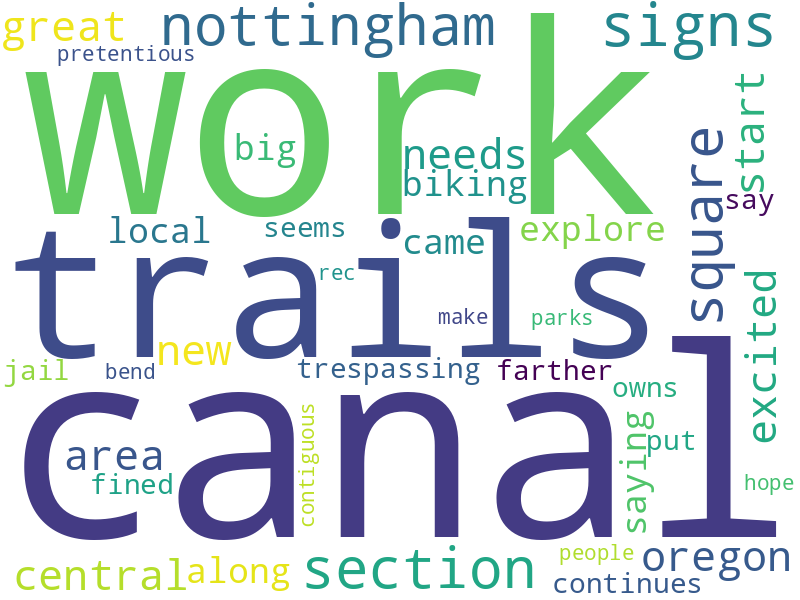 great nottingham signs
pretentious
work
big needs
biking
square
start
say
local seems came explore
trails
rec
make parks
new
excited
jail bend trespassing farther
owns
canal
contiguous
saying
put
area
fined
hope
central along section people oregon
continues